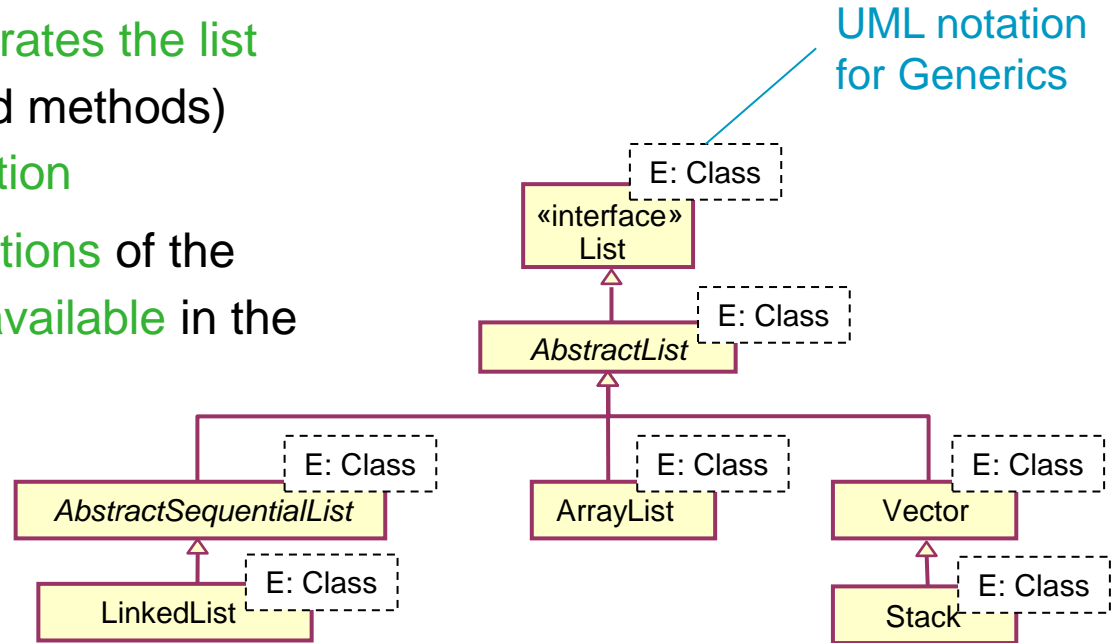 rates the list
d methods)
tion
tions of the
available in the
UML notation
for Generics
E: Class
«interface»
List
E: Class
AbstractList
E: Class
AbstractSequentialList
E: Class
LinkedList
E: Class
ArrayList
E: Class
Vector
E: Class
Stack